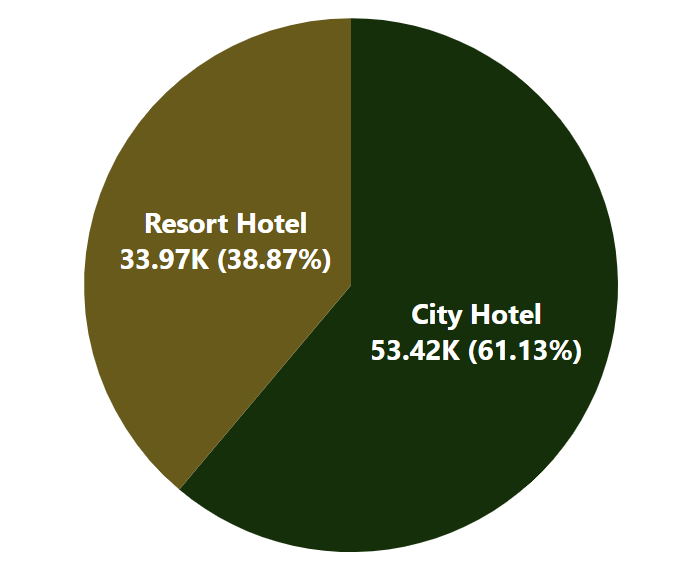 Resort Hotel
33.97K (38.87%)
City Hotel
53.42K (61.13%)